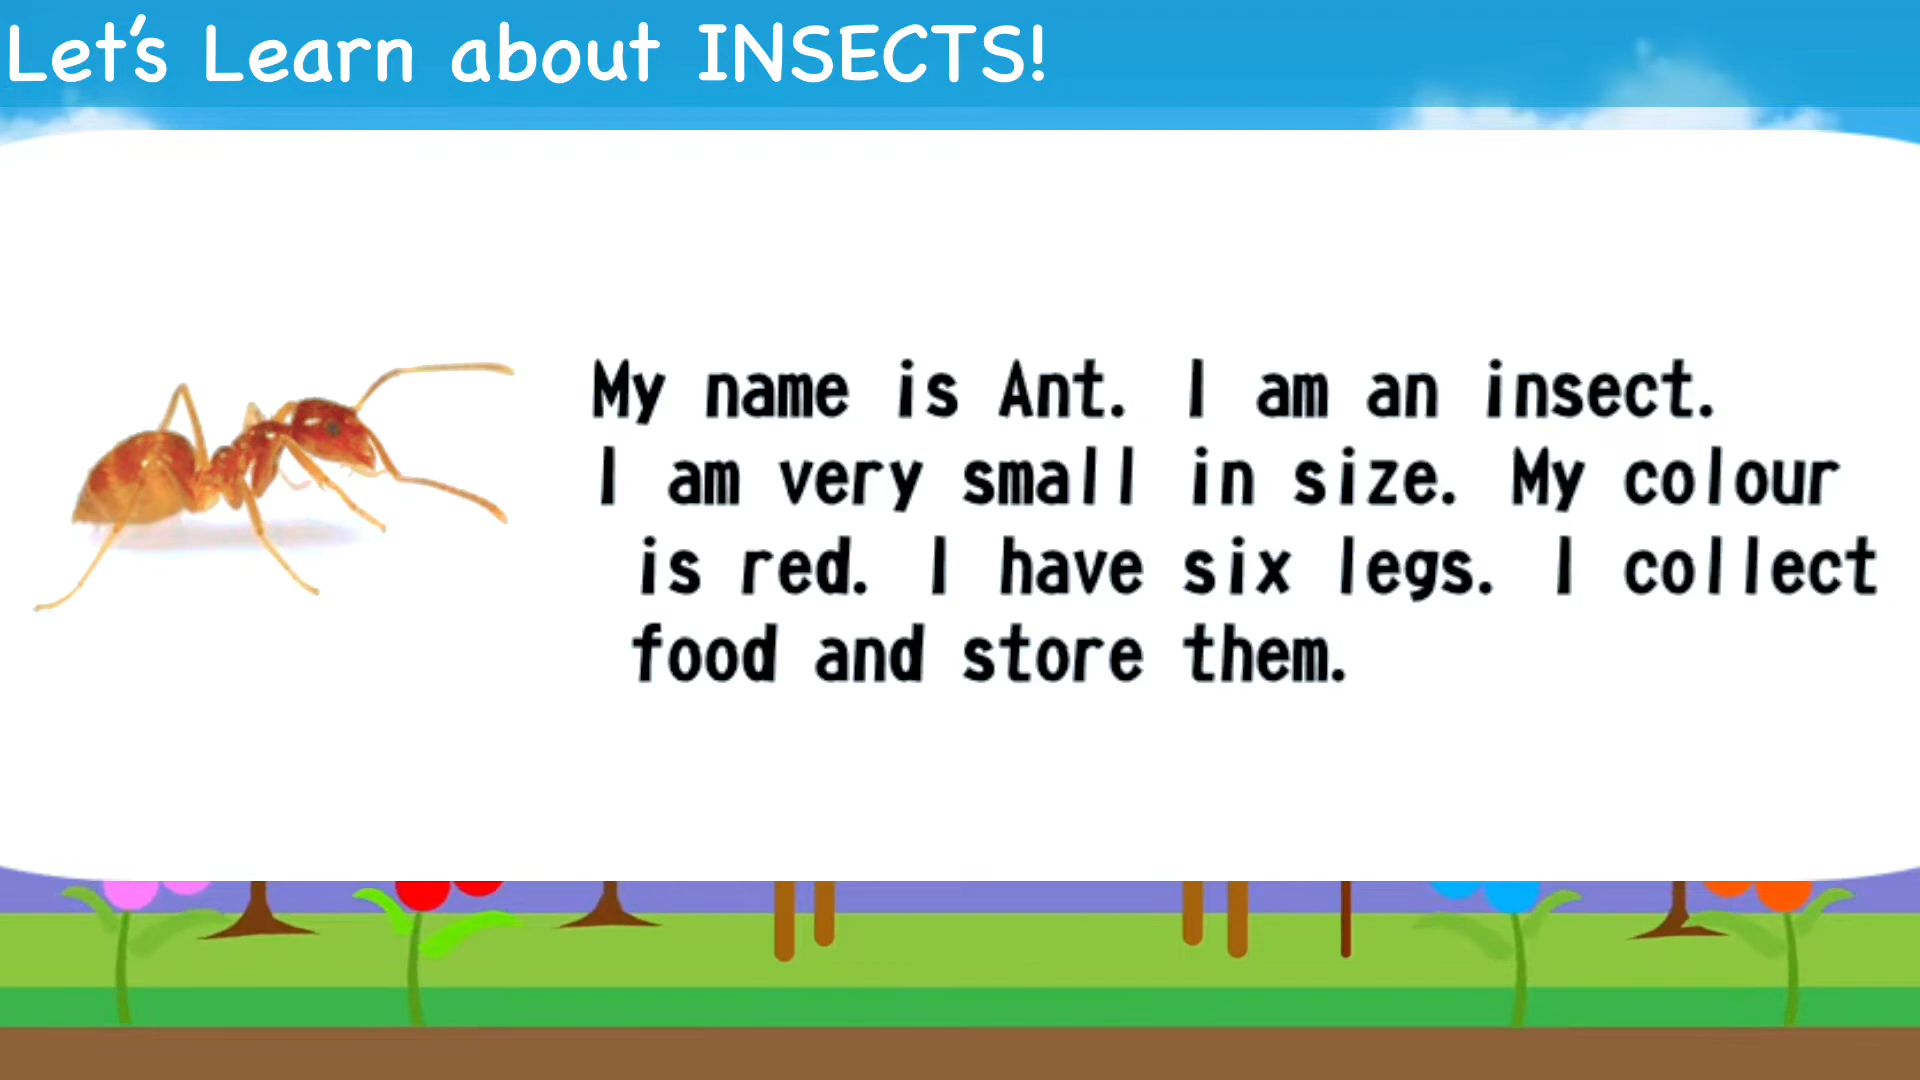 Let's Learn about INSECTS!
My name is Ant. I am an insect.
I am very small in size. My colour
is red. I have six legs. I collect
food and store them.